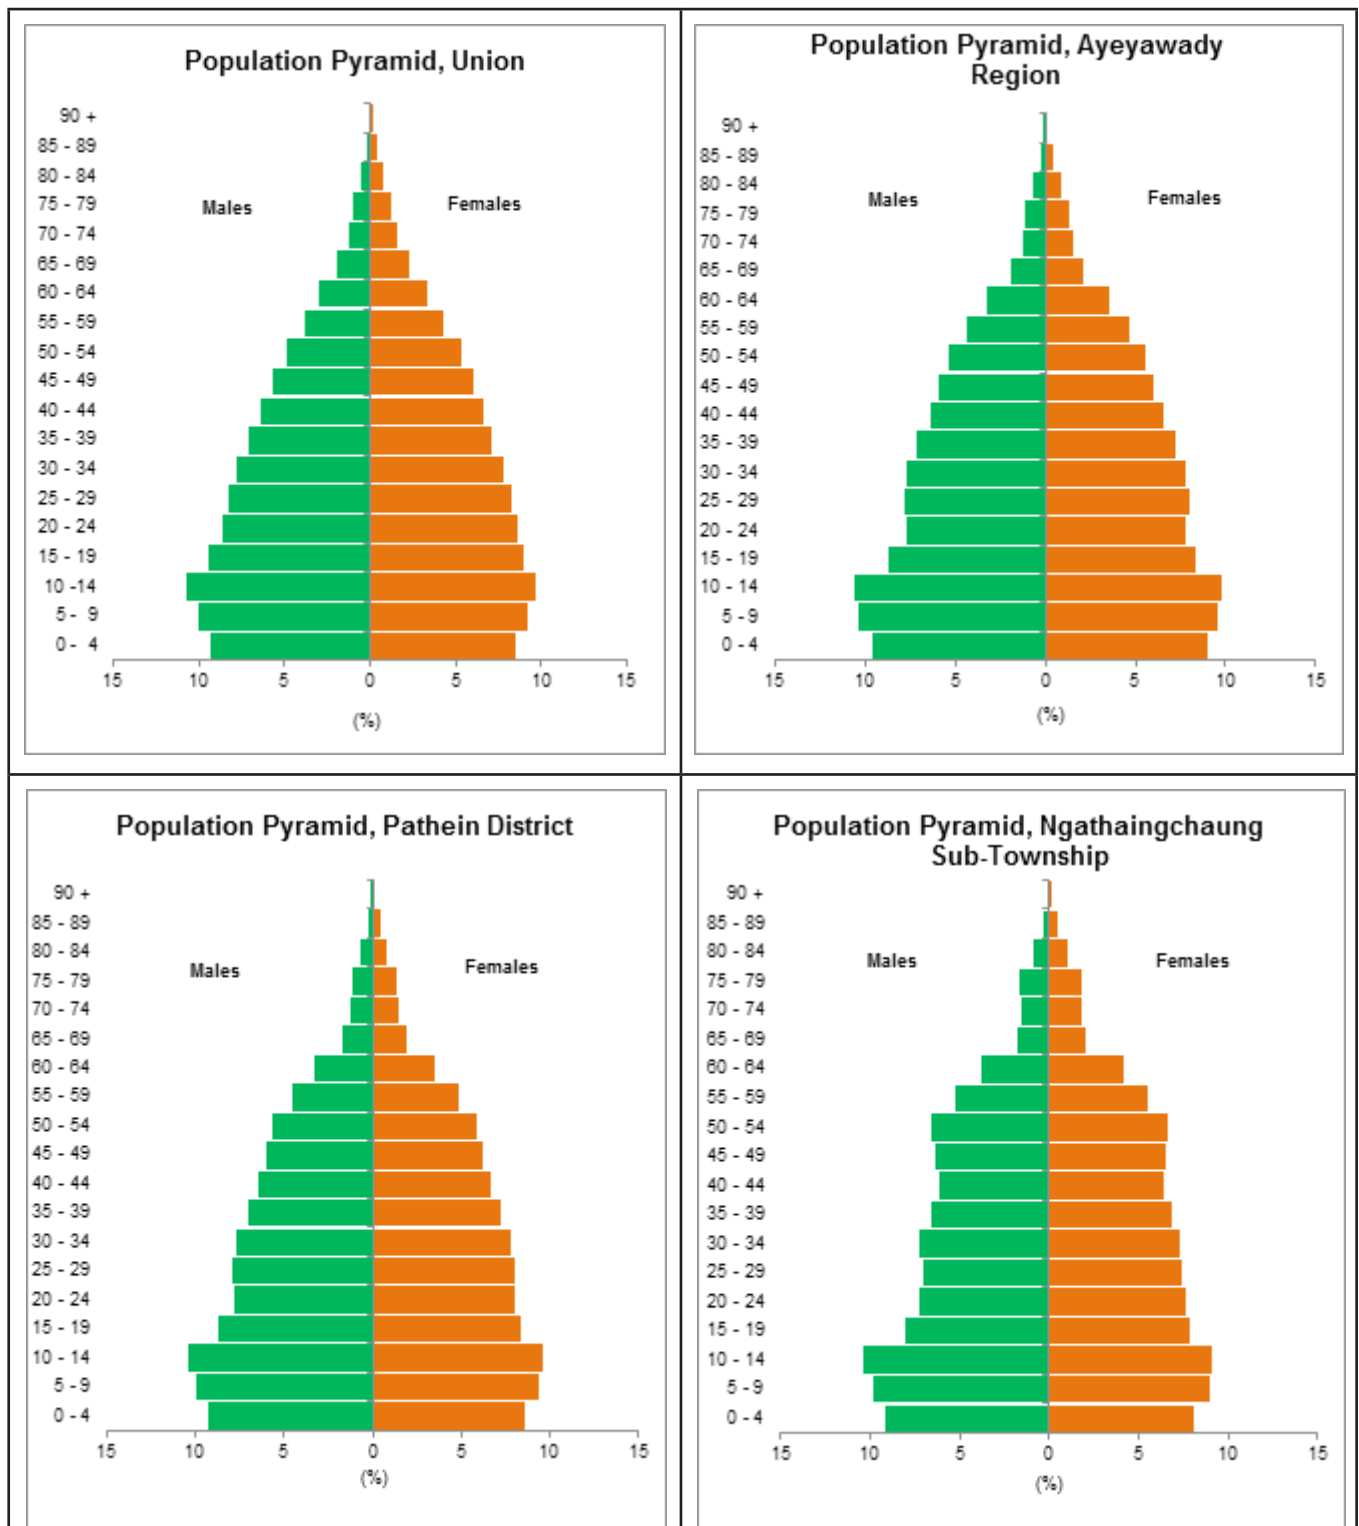 Population Pyramid, Union
90 +
85 - 89
80 - 84
75 - 79
70 - 74
65 - 69
60 - 64
55 - 59
50 - 54
45 - 49
40 - 44
35 - 39
30 - 34
25 - 29
20 - 24
15 - 19
10 -14
5 - 9
0 - 4
Males
Females
15 10 5 0 5 10 15
(%)
Population Pyramid, Ayeyawady
Region
90 +
85 - 89
80 - 84
75 - 79
70 - 74
65 - 69
60 - 64
55 - 59
50 - 54
45 - 49
40 - 44
35 - 39
30 - 34
25 - 29
20 - 24
15 - 19
10 - 14
5 - 9
0 - 4
Males
Females
15 10 5 0 5 10 15
(%)
Population Pyramid, Pathein District
90 +
85 - 89
80 - 84
75 - 79
70 - 74
65 - 69
60 - 64
55 - 59
50 - 54
45 - 49
40 - 44
35 - 39
30 - 34
25 - 29
20 - 24
15 - 19
10 - 14
5 - 9
0 - 4
Males
Females
15 10 5 0 5 10 15
(%)
Population Pyramid, Ngathaingchaung
Sub-Township
90 +
85 - 89
80 - 84
75 - 79
70 - 74
65 - 69
60 - 64
55 - 59
50 - 54
45 - 49
40 - 44
35 - 39
30 - 34
25 - 29
20 - 24
15 - 19
10 - 14
5 - 9
0 - 4
Males
Females
15 10 5 0 5 10 15
(%)